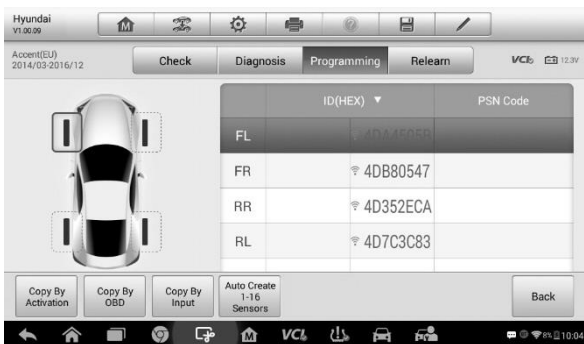 Hyundai
V1.00.09
Accent(EU)
2014/03-2016/12
Check Diagnosis Programming Relearn
VCI 12.3V
ID(HEX) ▼ PSN Code
FL 4DA4505B
FR 4DB80547
RR 4D352ECA
RL 4D7C3C83
Copy By
Activation
Copy By
OBD
Copy By
Input
Auto Create
1-16
Sensors
Back
VCI
8% 10:04